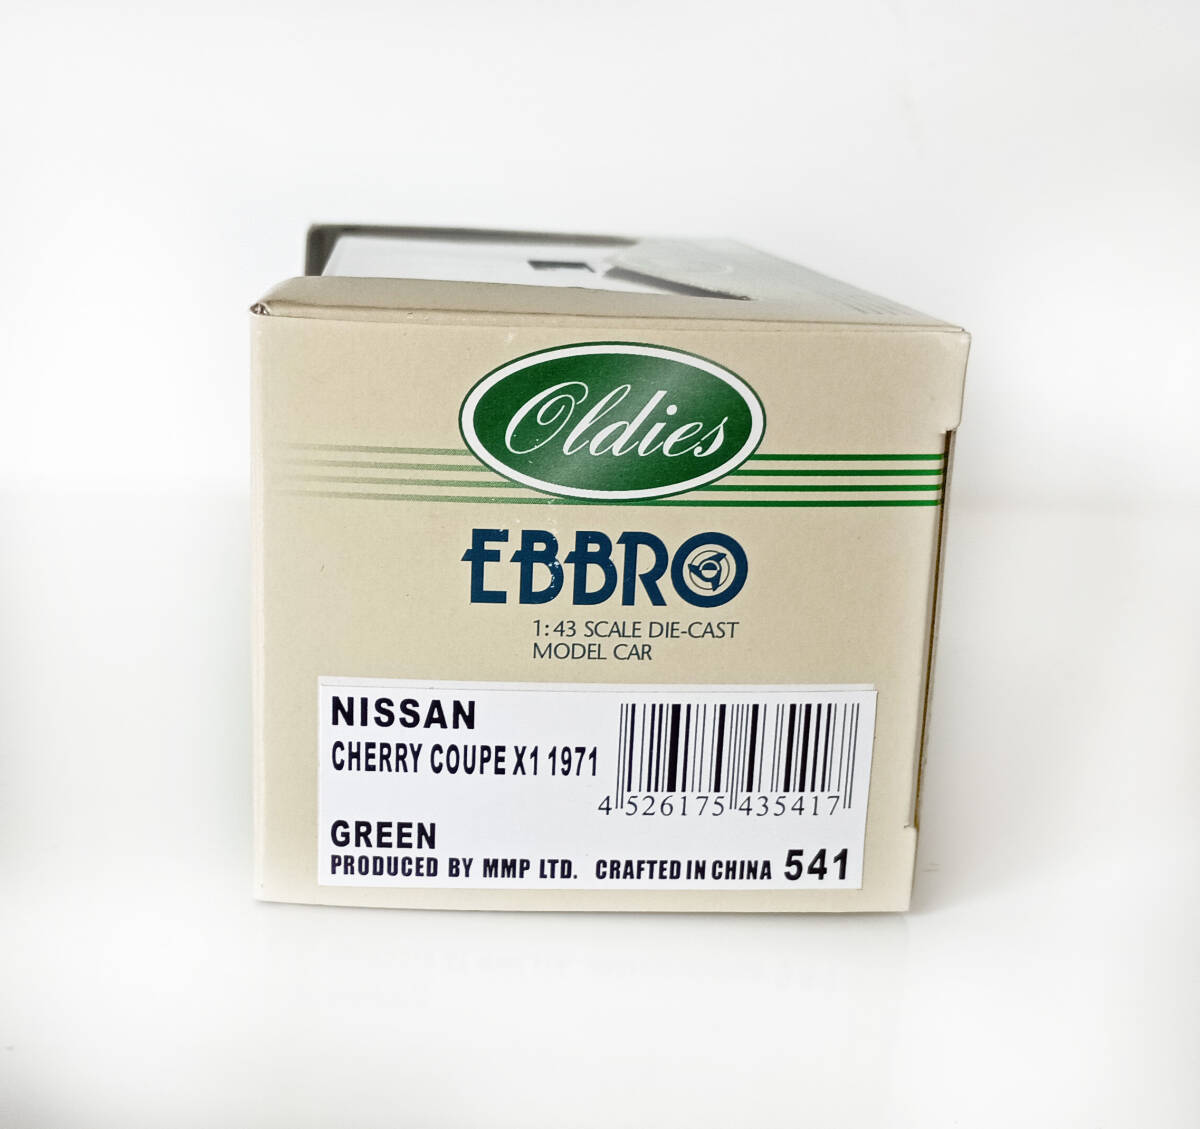 Oldies
EBBRO
1:43 SCALE DIE-CAST
MODEL CAR
NISSAN
CHERRY COUPE X1 1971
4 526175 435417
GREEN
PRODUCED BY MMP LTD. CRAFTED IN CHINA 541